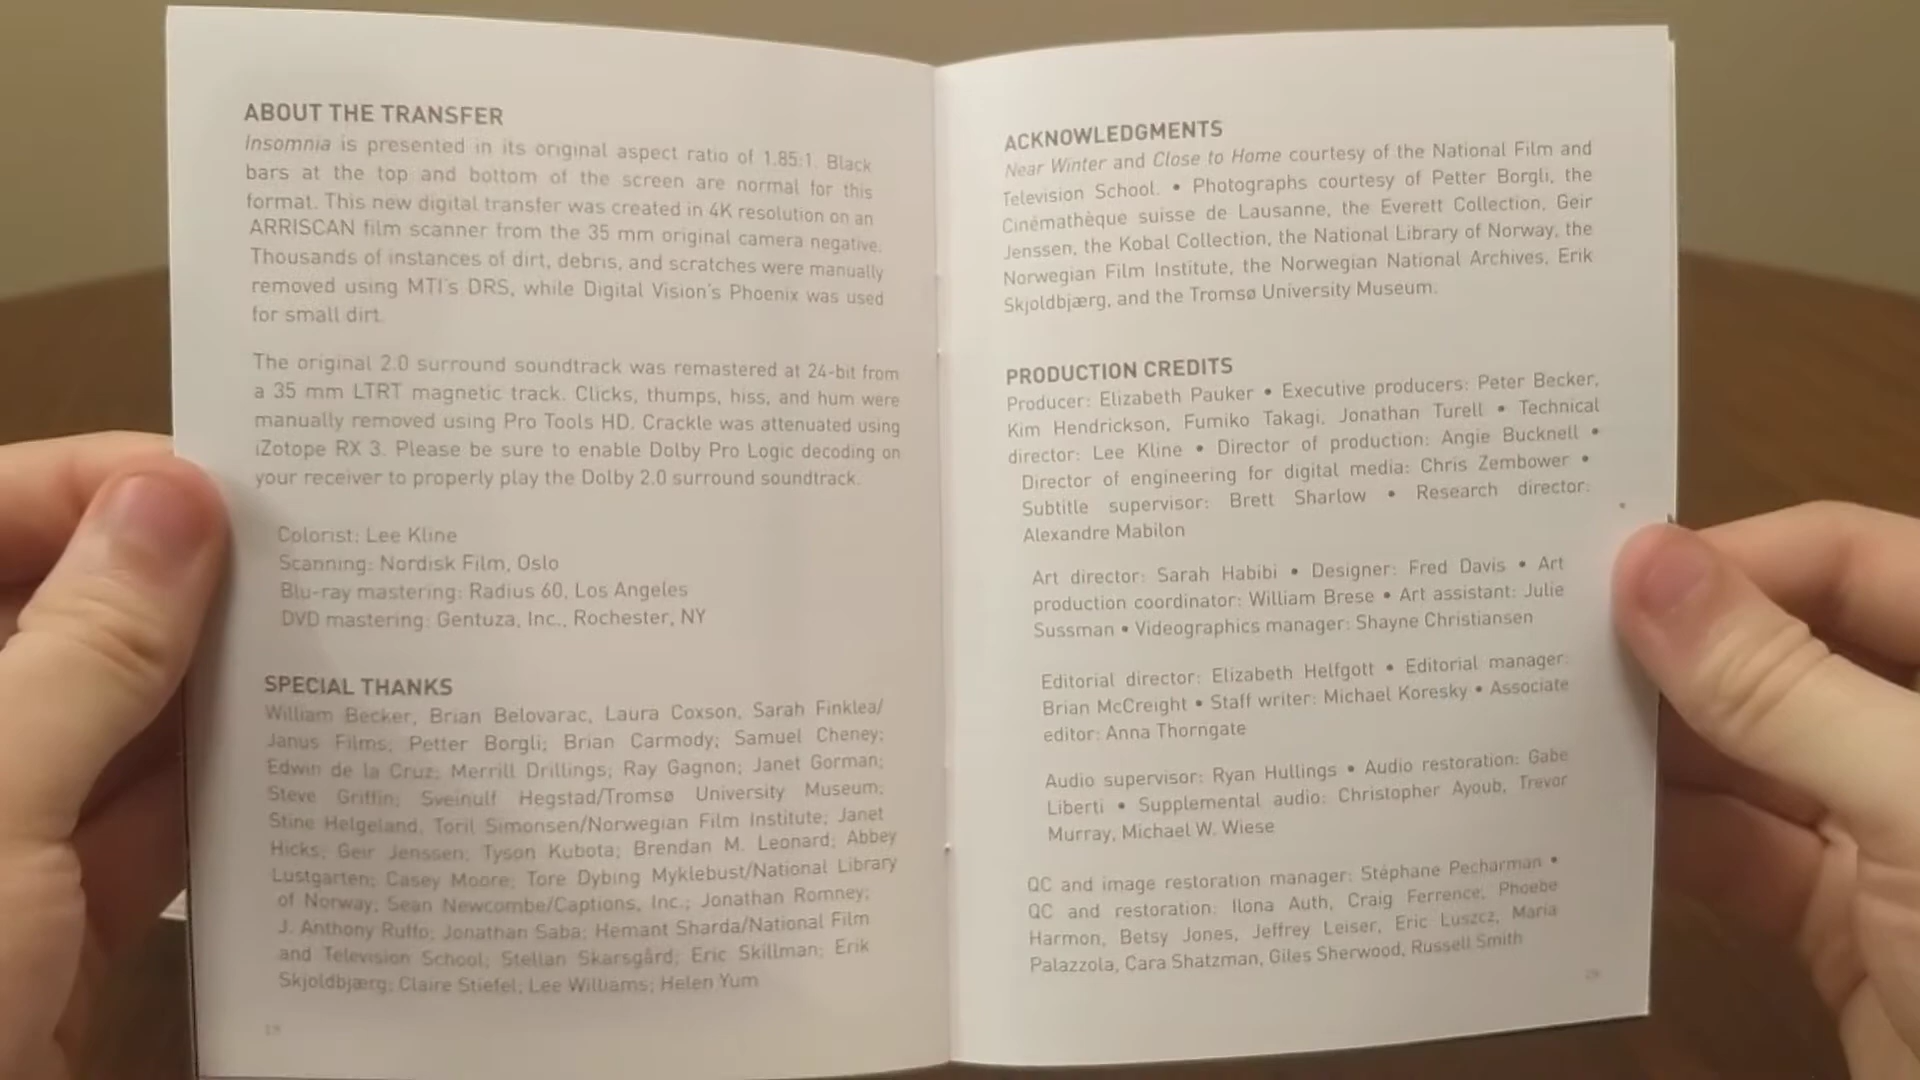 ABOUT THE TRANSFER
Insomnia is presented in its original aspect ratio of 1.85:1. Black
bars at the top and bottom of the screen are normal for this
format. This new digital transfer was created in 4K resolution on an
ARRISCAN film scanner from the 35 mm original camera negative.
Thousands of instances of dirt, debris, and scratches were manually
removed using MTI's DRS, while Digital Vision's Phoenix was used
for small dirt.
The original 2.0 surround soundtrack was remastered at 24-bit from
a 35 mm LTRT magnetic track. Clicks, thumps, hiss, and hum were
manually removed using Pro Tools HD. Crackle was attenuated using
iZotope RX 3. Please be sure to enable Dolby Pro Logic decoding on
your receiver to properly play the Dolby 2.0 surround soundtrack.
Colorist: Lee Kline
Scanning: Nordisk Film, Oslo
Blu-ray mastering: Radius 60, Los Angeles
DVD mastering: Gentuza, Inc., Rochester, NY
SPECIAL THANKS
William Becker, Brian Belovarac, Laura Coxson, Sarah Finklea/
Janus Films; Petter Borgli; Brian Carmody; Samuel Cheney;
Edwin de la Cruz; Merrill Drillings; Ray Gagnon; Janet Gorman;
Steve Griffin; Sveinulf Hegstad/Tromsø University Museum;
Stine Helgeland, Toril Simonsen/Norwegian Film Institute; Janet
Hicks; Geir Jenssen; Tyson Kubota; Brendan M. Leonard; Abbey
Lustgarten; Casey Moore; Tore Dybing Myklebust/National Library
of Norway; Sean Newcombe/Captions, Inc.; Jonathan Romney;
J. Anthony Ruffo; Jonathan Saba; Hemant Sharda/National Film
and Television School; Stellan Skarsgård; Eric Skillman; Erik
Skjoldbjærg; Claire Stiefel; Lee Williams; Helen Yum
ACKNOWLEDGMENTS
Near Winter and Close to Home courtesy of the National Film and
Television School. • Photographs courtesy of Petter Borgli, the
Cinémathèque suisse de Lausanne, the Everett Collection, Geir
Jenssen, the Kobal Collection, the National Library of Norway, the
Norwegian Film Institute, the Norwegian National Archives, Erik
Skjoldbjærg, and the Tromsø University Museum.
PRODUCTION CREDITS
Producer: Elizabeth Pauker • Executive producers: Peter Becker,
Kim Hendrickson, Fumiko Takagi, Jonathan Turell • Technical
director: Lee Kline • Director of production: Angie Bucknell •
Director of engineering for digital media: Chris Zembower •
Subtitle supervisor: Brett Sharlow • Research director:
Alexandre Mabilon
Art director: Sarah Habibi • Designer: Fred Davis • Art
production coordinator: William Brese • Art assistant: Julie
Sussman • Videographics manager: Shayne Christiansen
Editorial director: Elizabeth Helfgott • Editorial manager:
Brian McCreight • Staff writer: Michael Koresky • Associate
editor: Anna Thorngate
Audio supervisor: Ryan Hullings • Audio restoration: Gabe
Liberti • Supplemental audio: Christopher Ayoub, Trevor
Murray, Michael W. Wiese
QC and image restoration manager: Stéphane Pecharman •
QC and restoration: Ilona Auth, Craig Ferrence, Phoebe
Harmon, Betsy Jones, Jeffrey Leiser, Eric Luszcz, Maria
Palazzola, Cara Shatzman, Giles Sherwood, Russell Smith